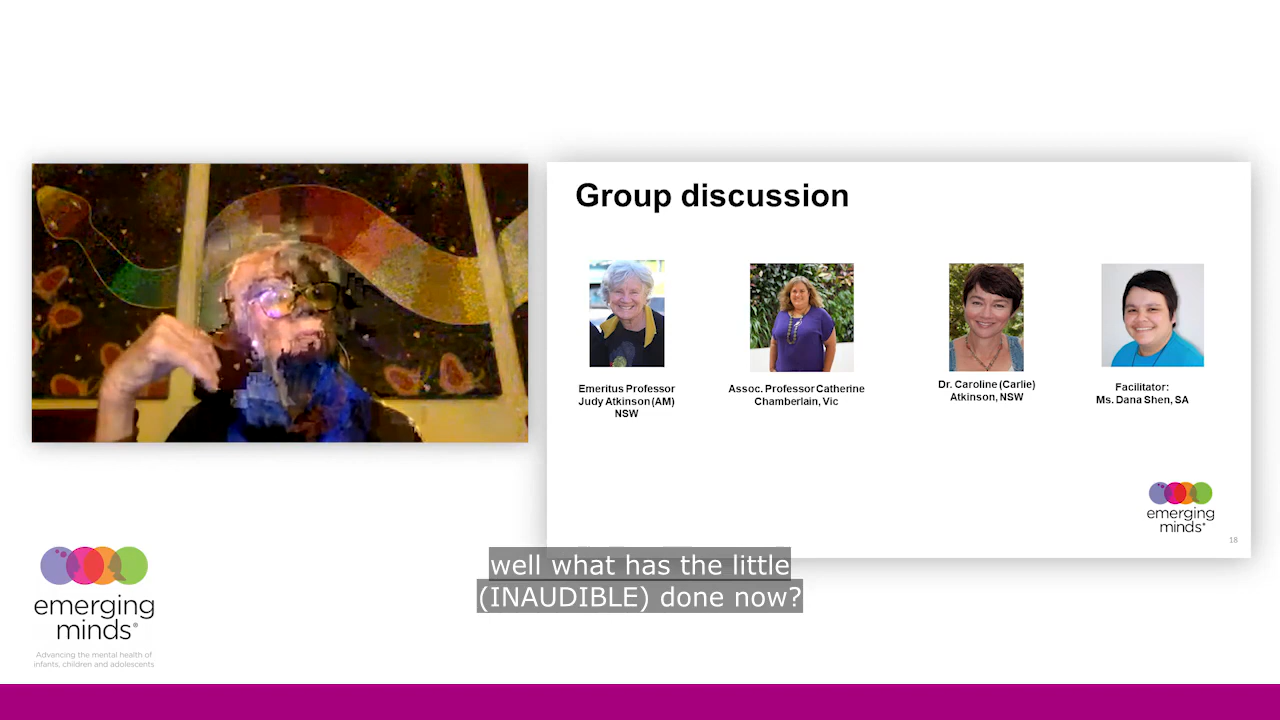 Group discussion
Emeritus Professor
Judy Atkinson (AM)
NSW
Assoc. Professor Catherine
Chamberlain, Vic
Dr. Caroline (Carlie)
Atkinson, NSW
Facilitator:
Ms. Dana Shen, SA
emerging
minds®
18
well what has the little
(INAUDIBLE) done now?
emerging
minds®
Advancing the mental health of
infants, children and adolescents